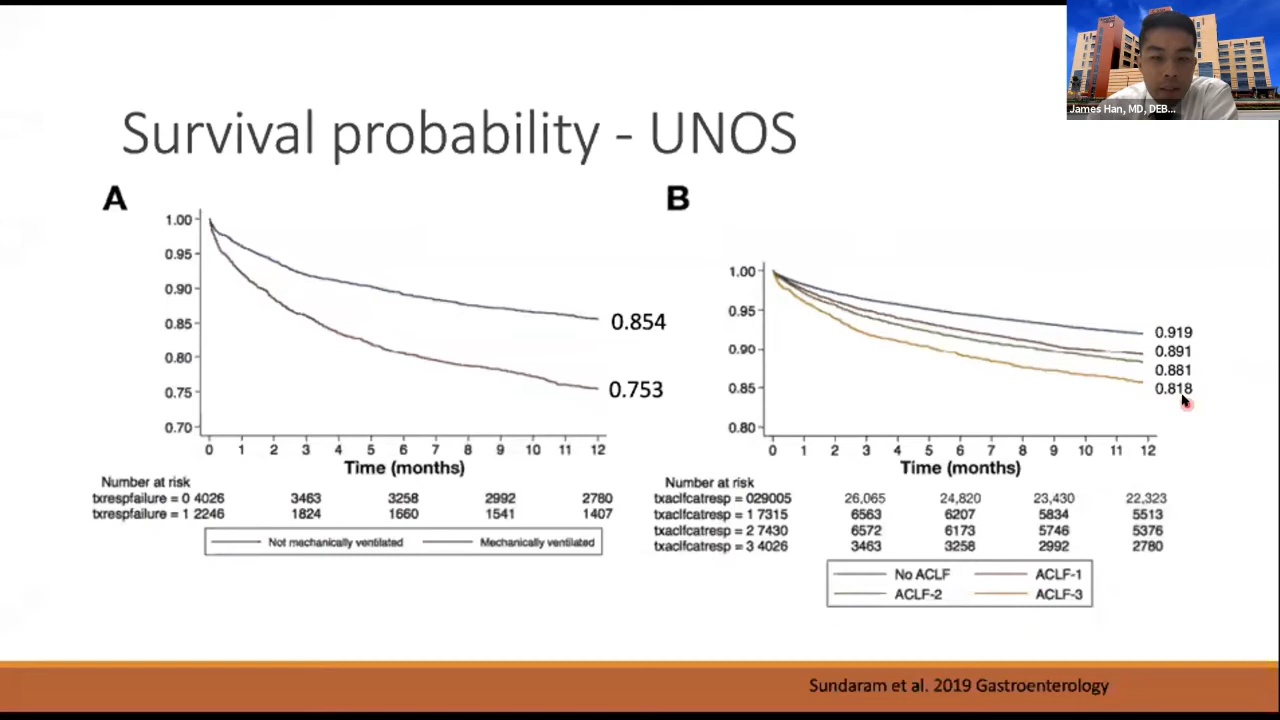 James Han, MD, DEB...
Survival probability - UNOS
A
1.00
0.95
0.90
0.85
0.80
0.75
0.70
0.854
0.753
0 1 2 3 4 5 6 7 8 9 10 11 12
Time (months)
Number at risk
txrespfailure = 0 4026 3463 3258 2992 2780
txrespfailure = 1 2246 1824 1660 1541 1407
Not mechanically ventilated Mechanically ventilated
B
1.00
0.95
0.90
0.85
0.80
0.919
0.891
0.881
0.818
0 1 2 3 4 5 6 7 8 9 10 11 12
Time (months)
Number at risk
txaclfcatresp = 029005 26,065 24,820 23,430 22,323
txaclfcatresp = 1 7315 6563 6207 5834 5513
txaclfcatresp = 2 7430 6572 6173 5746 5376
txaclfcatresp = 3 4026 3463 3258 2992 2780
No ACLF ACLF-1
ACLF-2 ACLF-3
Sundaram et al. 2019 Gastroenterology